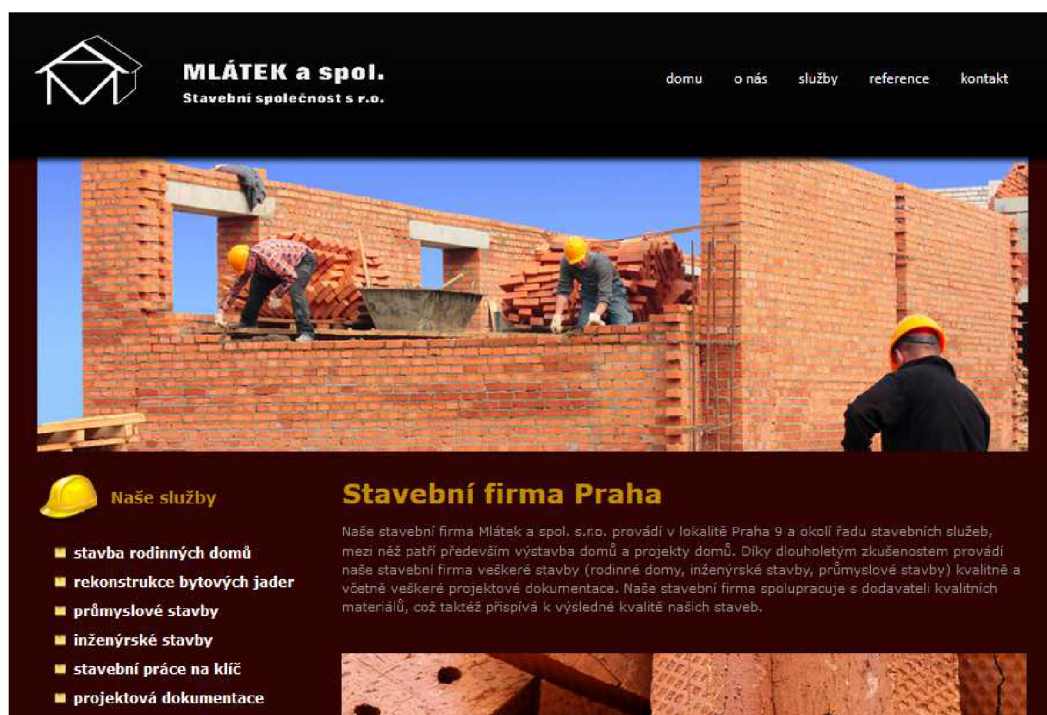 MLÁTEK a spol.
Stavební společnost s r.o.
domu o nás služby reference kontakt
Naše služby
stavba rodinných domů
rekonstrukce bytových jader
průmyslové stavby
inženýrské stavby
stavební práce na klíč
projektová dokumentace
Stavební firma Praha
Naše stavební firma Mlátek a spol. s.r.o. provádí v lokalitě Praha 9 a okolí řadu stavebních služeb,
mezi něž patří především výstavba domů a projekty domů. Díky dlouholetým zkušenostem provádí
naše stavební firma veškeré stavby (rodinné domy, inženýrské stavby, průmyslové stavby) kvalitně a
včetně veškeré projektové dokumentace. Naše stavební firma spolupracuje s dodavateli kvalitních
materiálů, což taktéž přispívá k výsledné kvalitě našich staveb.